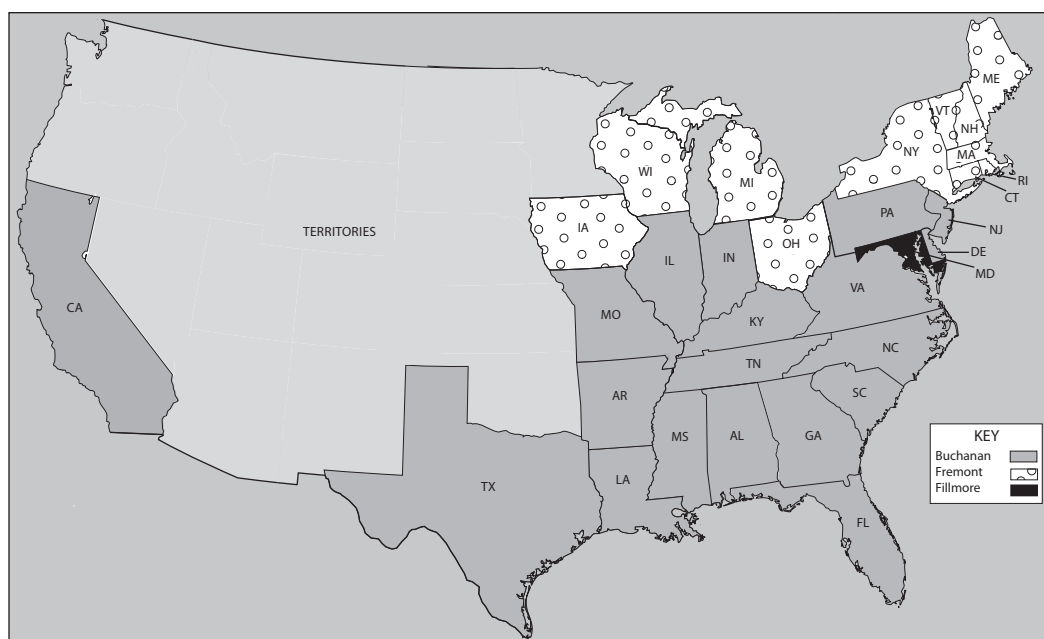 ME
VT
NH
NY
MA
WI
MI
RI
CT
PA
NJ
IA
OH
TERRITORIES
DE
IL
IN
MD
VA
CA
MO
KY
NC
TN
AR
SC
MS
AL
GA
KEY
Buchanan
Fremont
Fillmore
LA
TX
FL